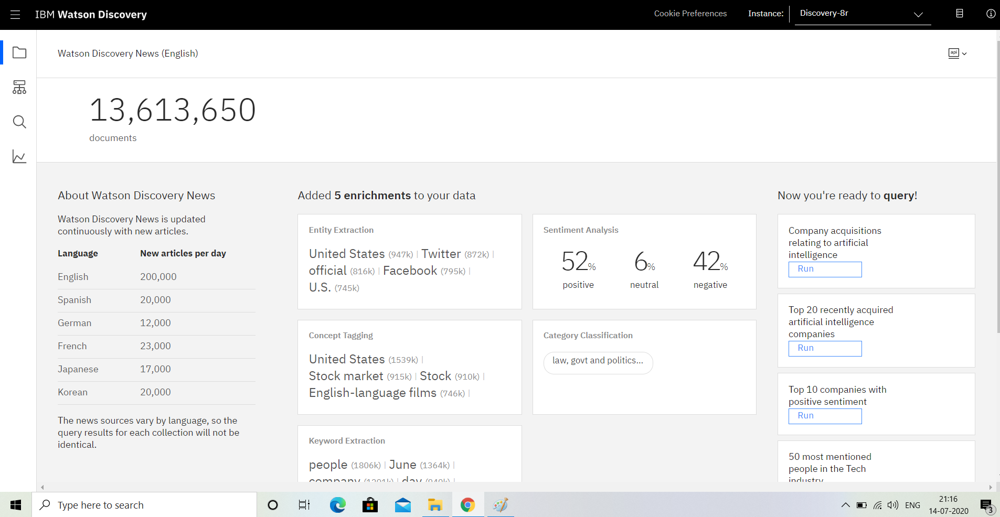 IBM Watson Discovery
Cookie Preferences
Instance:
Discovery-8r
Watson Discovery News (English)
api
13,613,650
documents
About Watson Discovery News
Watson Discovery News is updated
continuously with new articles.
Language New articles per day
English 200,000
Spanish 20,000
German 12,000
French 23,000
Japanese 17,000
Korean 20,000
The news sources vary by language, so the
query results for each collection will not be
identical.
Added 5 enrichments to your data
Entity Extraction
United States (947k) | Twitter (872k) |
official (816k) | Facebook (795k) |
U.S. (745k)
Sentiment Analysis
52% 6% 42%
positive neutral negative
Concept Tagging
United States (1539k) |
Stock market (915k) | Stock (910k) |
English-language films (746k) |
Category Classification
law, govt and politics...
Keyword Extraction
people (1806k) | June (1364k) |
company (1201k) | day (949k) |
Now you're ready to query!
Company acquisitions
relating to artificial
intelligence
Run
Top 20 recently acquired
artificial intelligence
companies
Run
Top 10 companies with
positive sentiment
Run
50 most mentioned
people in the Tech
industry
Type here to search
ENG
21:16
14-07-2020
3